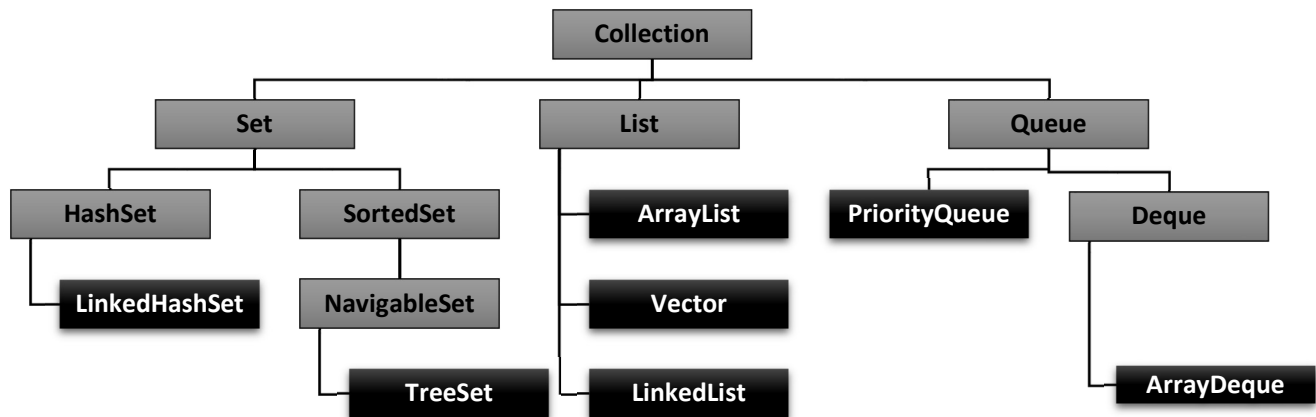 Collection
Set
List
Queue
HashSet
SortedSet
ArrayList
PriorityQueue
Deque
LinkedHashSet
NavigableSet
Vector
TreeSet
LinkedList
ArrayDeque